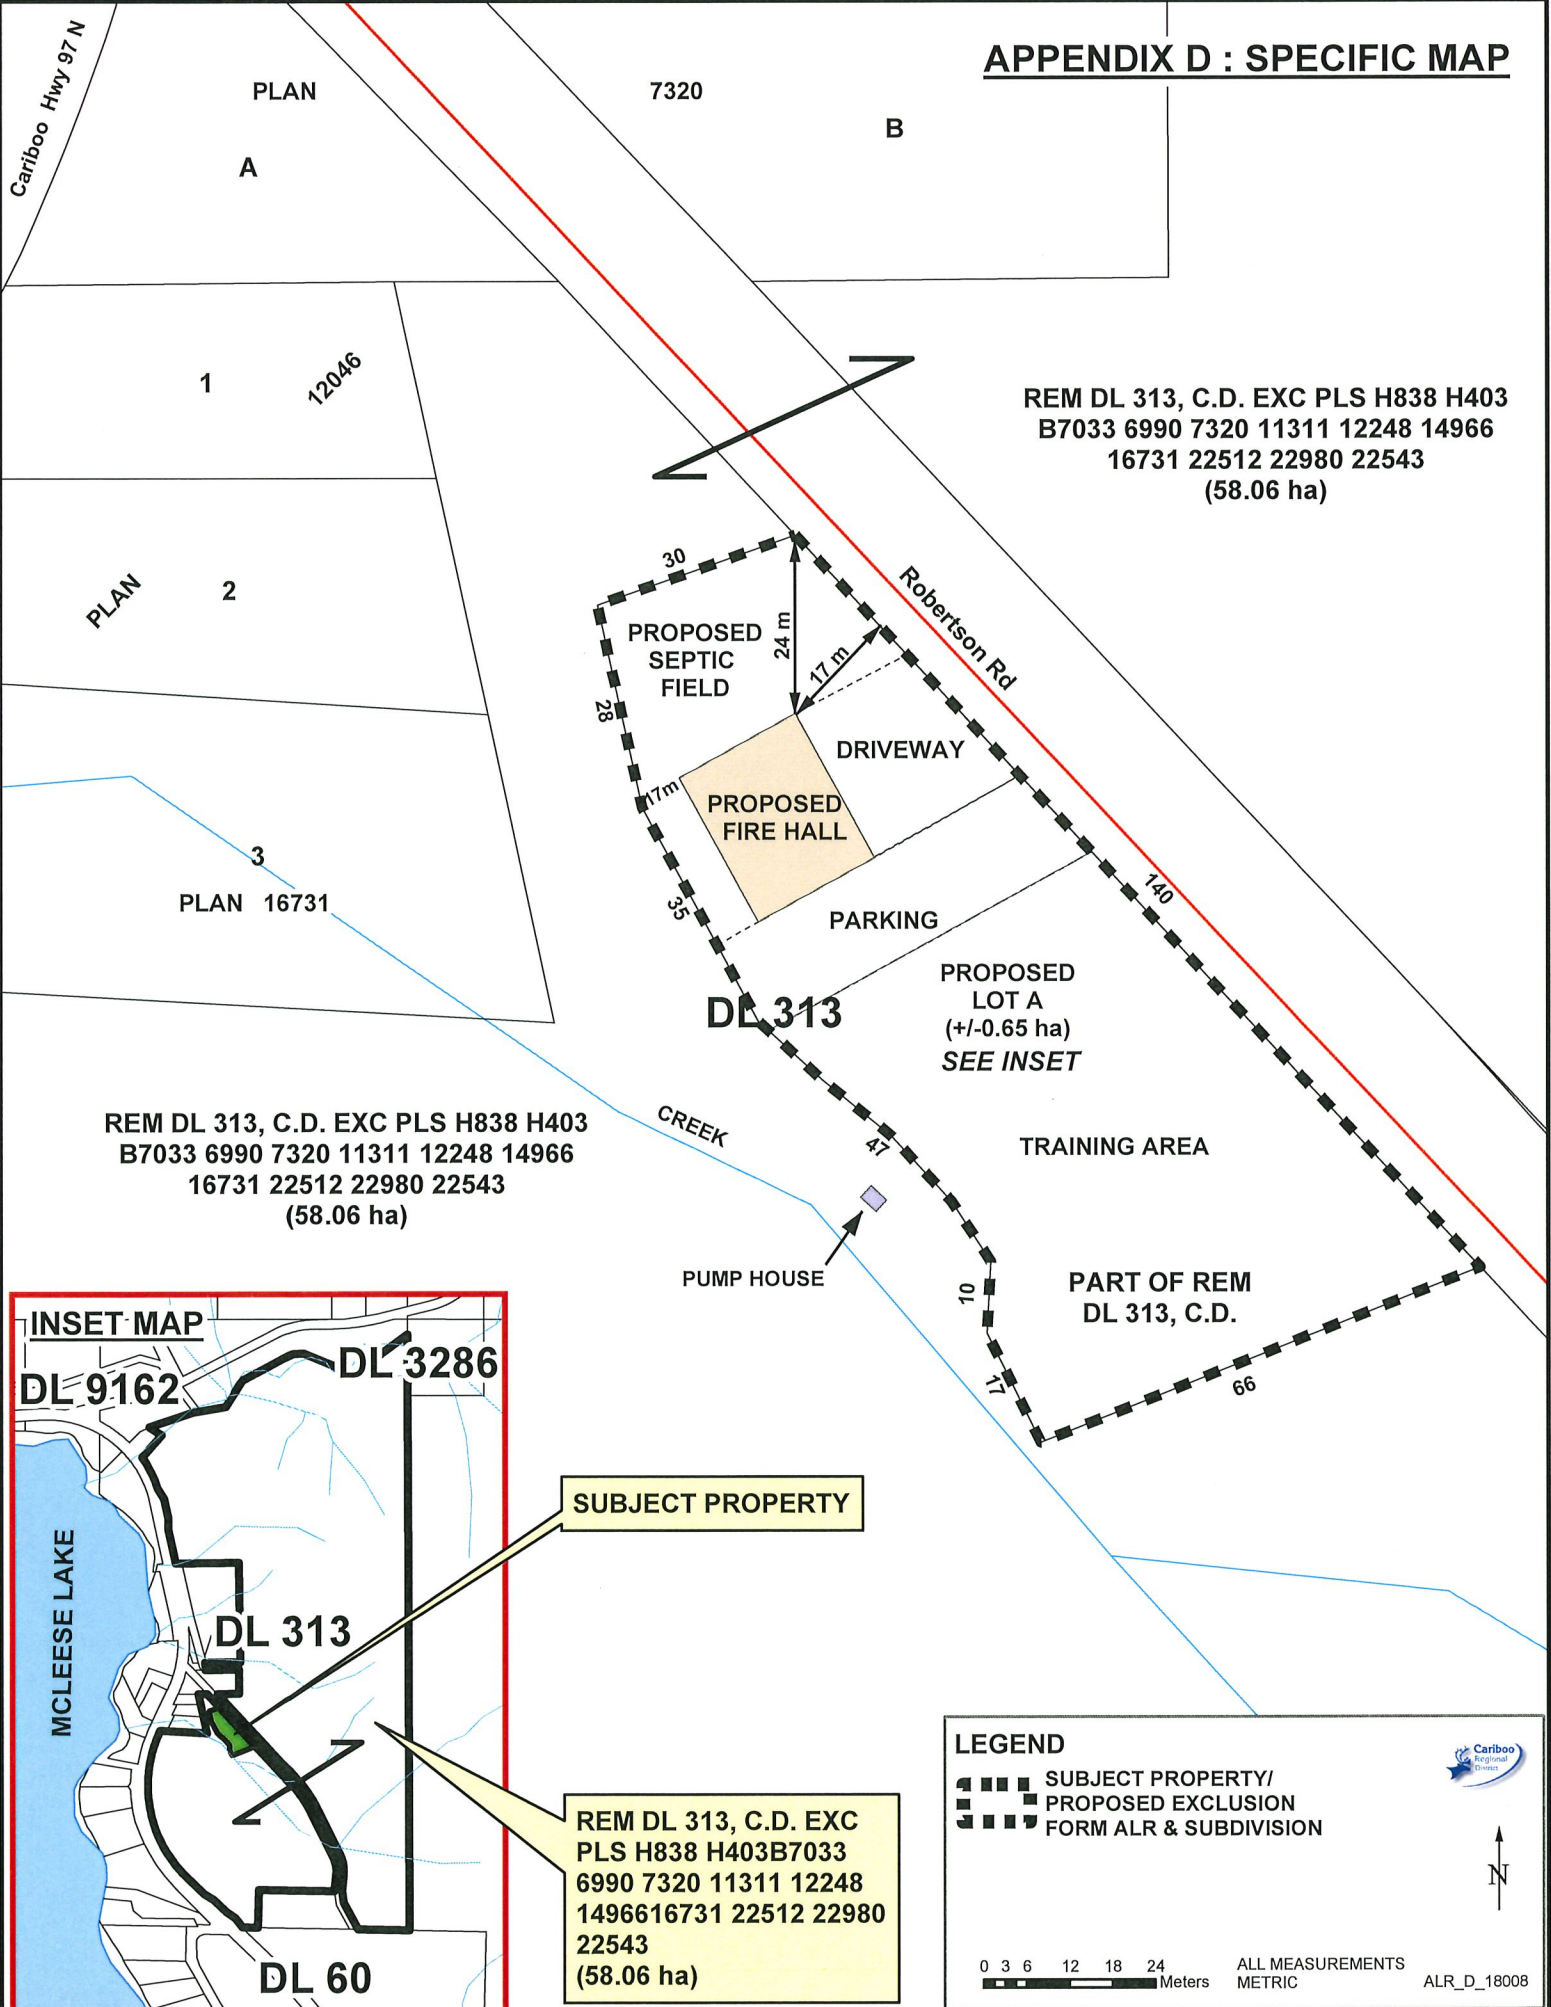 APPENDIX D : SPECIFIC MAP
Cariboo Hwy 97 N
PLAN
7320
A
B
1
12046
REM DL 313, C.D. EXC PLS H838 H403
B7033 6990 7320 11311 12248 14966
16731 22512 22980 22543
(58.06 ha)
PLAN
2
30
Robertson Rd
PROPOSED
SEPTIC
FIELD
24 m
17 m
28
DRIVEWAY
17m
PROPOSED
FIRE HALL
3
PLAN 16731
35
140
PARKING
PROPOSED
LOT A
(+/-0.65 ha)
SEE INSET
DL 313
REM DL 313, C.D. EXC PLS H838 H403
B7033 6990 7320 11311 12248 14966
16731 22512 22980 22543
(58.06 ha)
CREEK
47
TRAINING AREA
PUMP HOUSE
10
PART OF REM
DL 313, C.D.
17
66
INSET MAP
DL 3286
DL 9162
SUBJECT PROPERTY
MCLEESE LAKE
DL 313
REM DL 313, C.D. EXC
PLS H838 H403B7033
6990 7320 11311 12248
1496616731 22512 22980
22543
(58.06 ha)
DL 60
LEGEND
Cariboo
Regional
District
SUBJECT PROPERTY/
PROPOSED EXCLUSION
FORM ALR & SUBDIVISION
N
0 3 6 12 18 24
Meters
ALL MEASUREMENTS
METRIC
ALR_D_18008